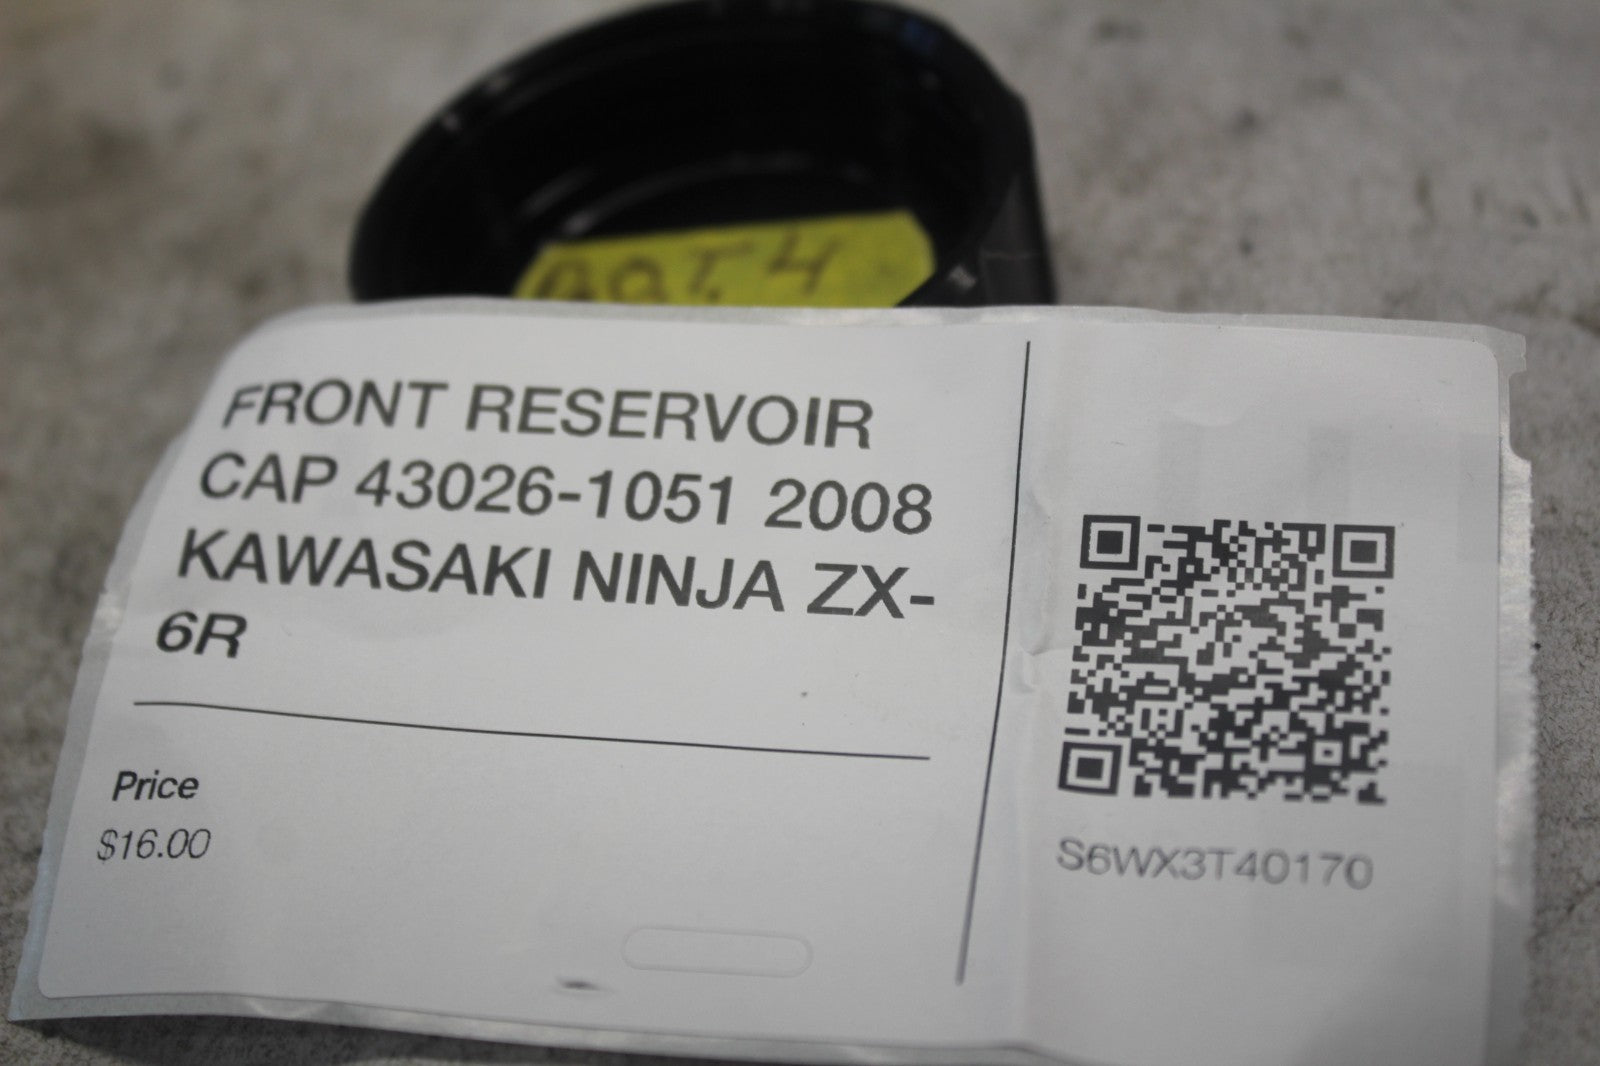 FRONT RESERVOIR
CAP 43026-1051 2008
KAWASAKI NINJA ZX-
6R
Price
$16.00
S6WX3T40170